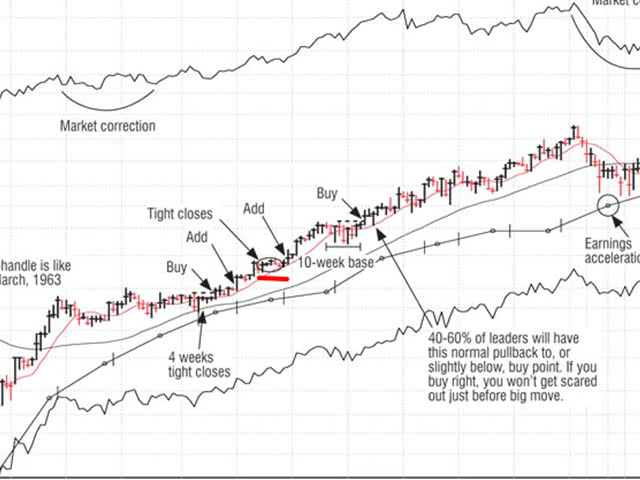 Market c
Market correction
Tight closes
Add
Buy
Add
Buy
handle is like
arch, 1963
Buy
10-week base
Earnings
acceleratio
4 weeks
tight closes
40-60% of leaders will have
this normal pullback to, or
slightly below, buy point. If you
buy right, you won't get scared
out just before big move.